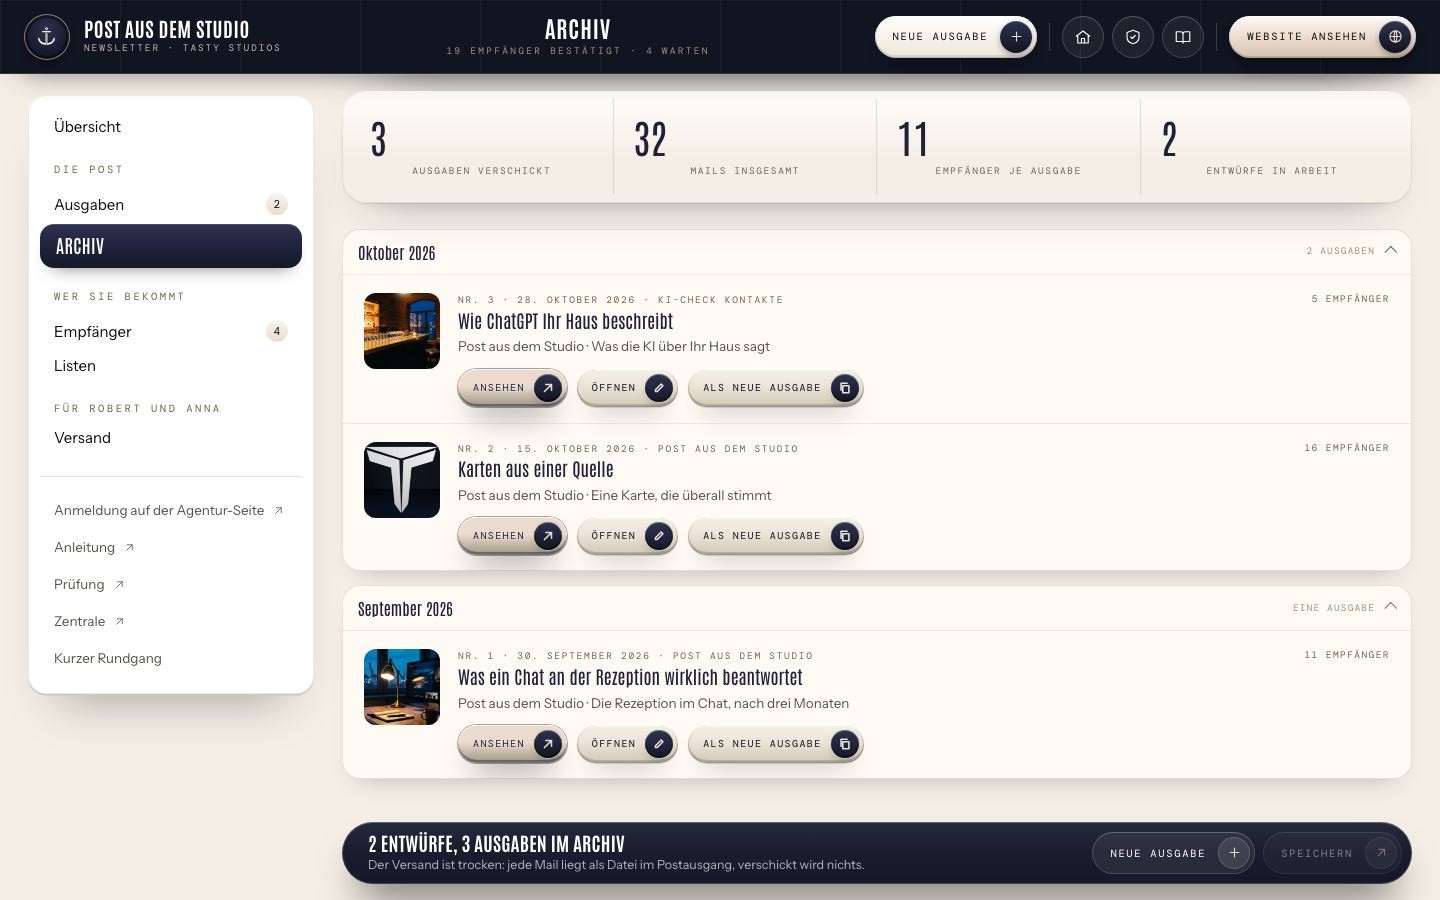 POST AUS DEM STUDIO
NEWSLETTER · TASTY STUDIOS
ARCHIV
19 EMPFÄNGER BESTÄTIGT · 4 WARTEN
NEUE AUSGABE
WEBSITE ANSEHEN
Übersicht
DIE POST
Ausgaben 2
ARCHIV
WER SIE BEKOMMT
Empfänger 4
Listen
FÜR ROBERT UND ANNA
Versand
Anmeldung auf der Agentur-Seite
Anleitung
Prüfung
Zentrale
Kurzer Rundgang
3
AUSGABEN VERSCHICKT
32
MAILS INSGESAMT
11
EMPFÄNGER JE AUSGABE
2
ENTWÜRFE IN ARBEIT
Oktober 2026
2 AUSGABEN
NR. 3 · 28. OKTOBER 2026 · KI-CHECK KONTAKTE
5 EMPFÄNGER
Wie ChatGPT Ihr Haus beschreibt
Post aus dem Studio · Was die KI über Ihr Haus sagt
ANSEHEN
ÖFFNEN
ALS NEUE AUSGABE
NR. 2 · 15. OKTOBER 2026 · POST AUS DEM STUDIO
16 EMPFÄNGER
Karten aus einer Quelle
Post aus dem Studio · Eine Karte, die überall stimmt
ANSEHEN
ÖFFNEN
ALS NEUE AUSGABE
September 2026
EINE AUSGABE
NR. 1 · 30. SEPTEMBER 2026 · POST AUS DEM STUDIO
11 EMPFÄNGER
Was ein Chat an der Rezeption wirklich beantwortet
Post aus dem Studio · Die Rezeption im Chat, nach drei Monaten
ANSEHEN
ÖFFNEN
ALS NEUE AUSGABE
2 ENTWÜRFE, 3 AUSGABEN IM ARCHIV
Der Versand ist trocken: jede Mail liegt als Datei im Postausgang, verschickt wird nichts.
NEUE AUSGABE
SPEICHERN